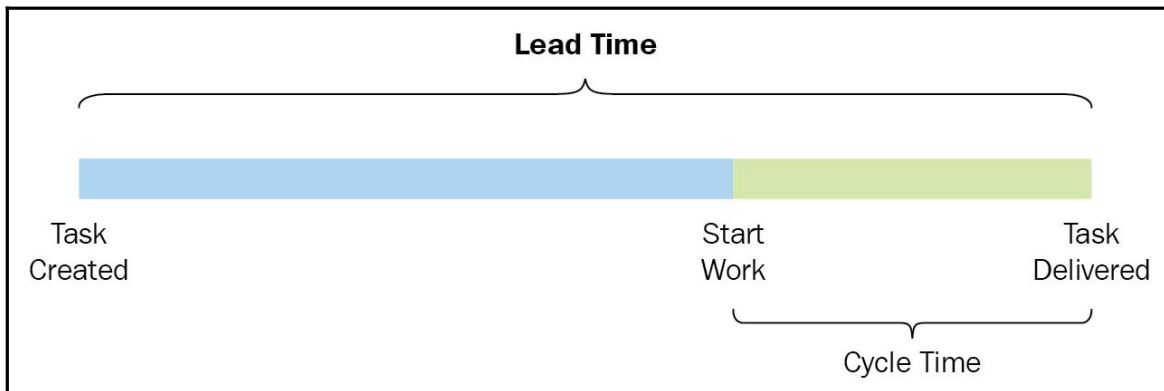 Lead Time
Task
Created
Start
Work
Task
Delivered
Cycle Time